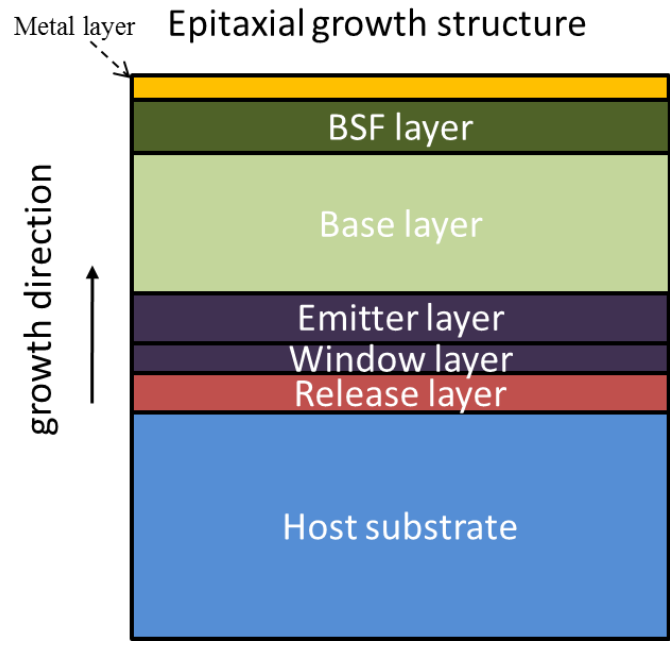 Metal layer
Epitaxial growth structure
BSF layer
Base layer
growth direction
Emitter layer
Window layer
Release layer
Host substrate